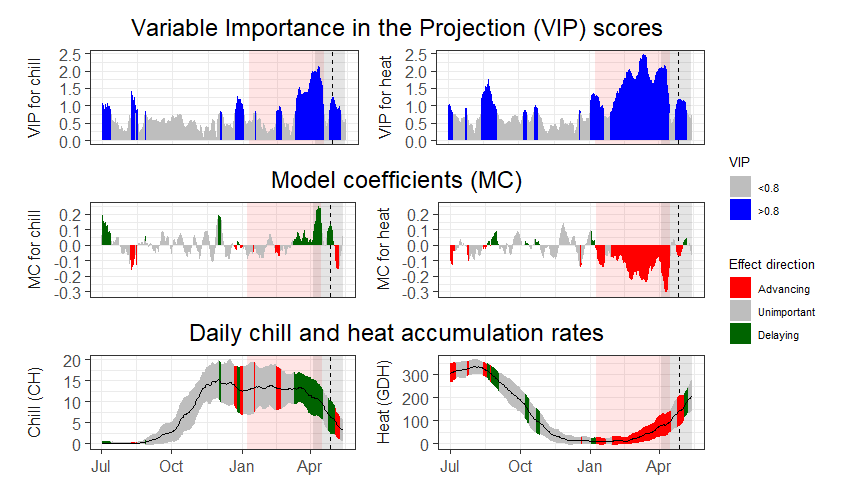 Variable Importance in the Projection (VIP) scores
VIP for chill
2.5
2.0
1.5
1.0
0.5
0.0
VIP for heat
2.5
2.0
1.5
1.0
0.5
0.0
Model coefficients (MC)
MC for chill
0.2
0.1
0.0
-0.1
-0.2
-0.3
MC for heat
0.2
0.1
0.0
-0.1
-0.2
-0.3
Daily chill and heat accumulation rates
Chill (CH)
20
15
10
5
0
Jul Oct Jan Apr
Heat (GDH)
300
200
100
0
Jul Oct Jan Apr
VIP
<0.8
>0.8
Effect direction
Advancing
Unimportant
Delaying